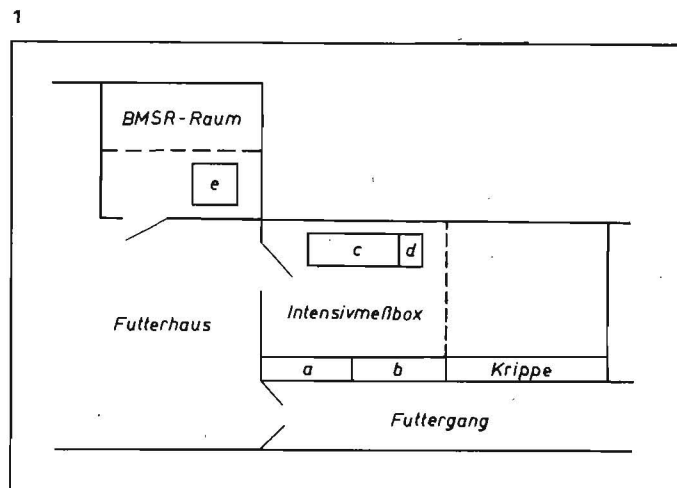 1
BMSR-Raum
e
c d
Futterhaus
Intensivmeßbox
a b Krippe
Futtergang